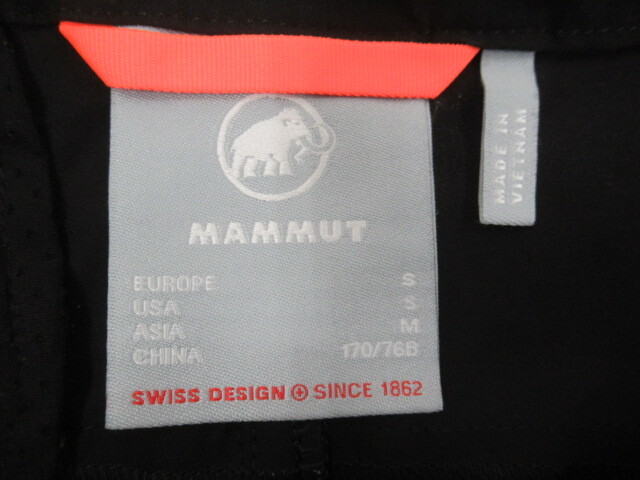 MAMMUT
EUROPE S
USA S
ASIA M
CHINA 170/76B
SWISS DESIGN SINCE 1862
MADE IN
VIETNAM